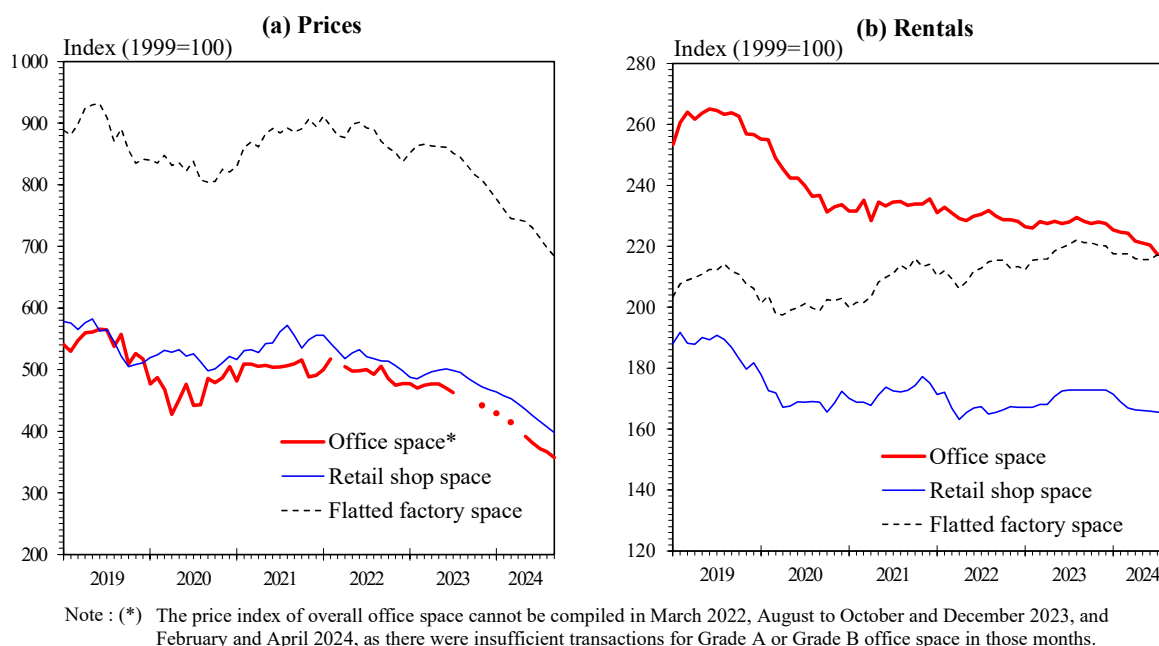 (a) Prices
Index (1999=100)
1 000
900
800
700
600
500
400
300
200
Office space*
Retail shop space
Flatted factory space
2019 2020 2021 2022 2023 2024
(b) Rentals
Index (1999=100)
280
260
240
220
200
180
160
140
120
Office space
Retail shop space
Flatted factory space
2019 2020 2021 2022 2023 2024
Note : (*) The price index of overall office space cannot be compiled in March 2022, August to October and December 2023, and
February and April 2024, as there were insufficient transactions for Grade A or Grade B office space in those months.